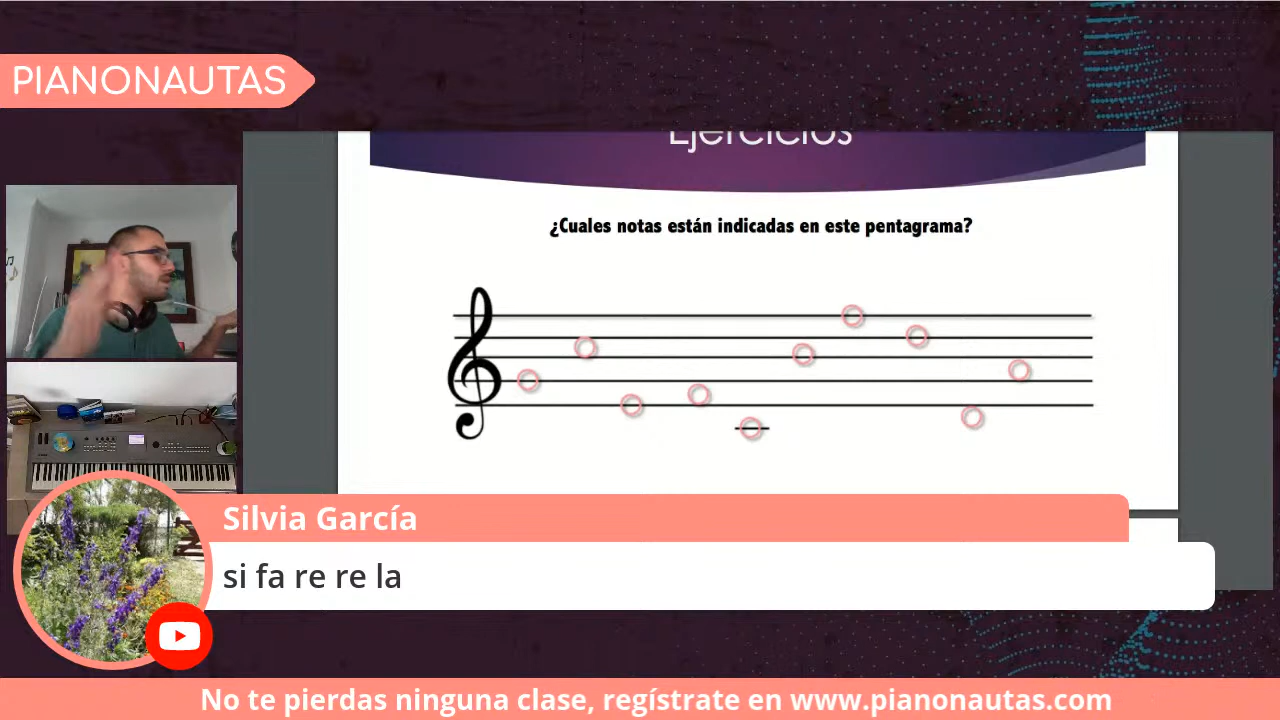 PIANONAUTAS
Ejercicios
¿Cuales notas están indicadas en este pentagrama?
Silvia García
si fa re re la
No te pierdas ninguna clase, regístrate en www.pianonautas.com